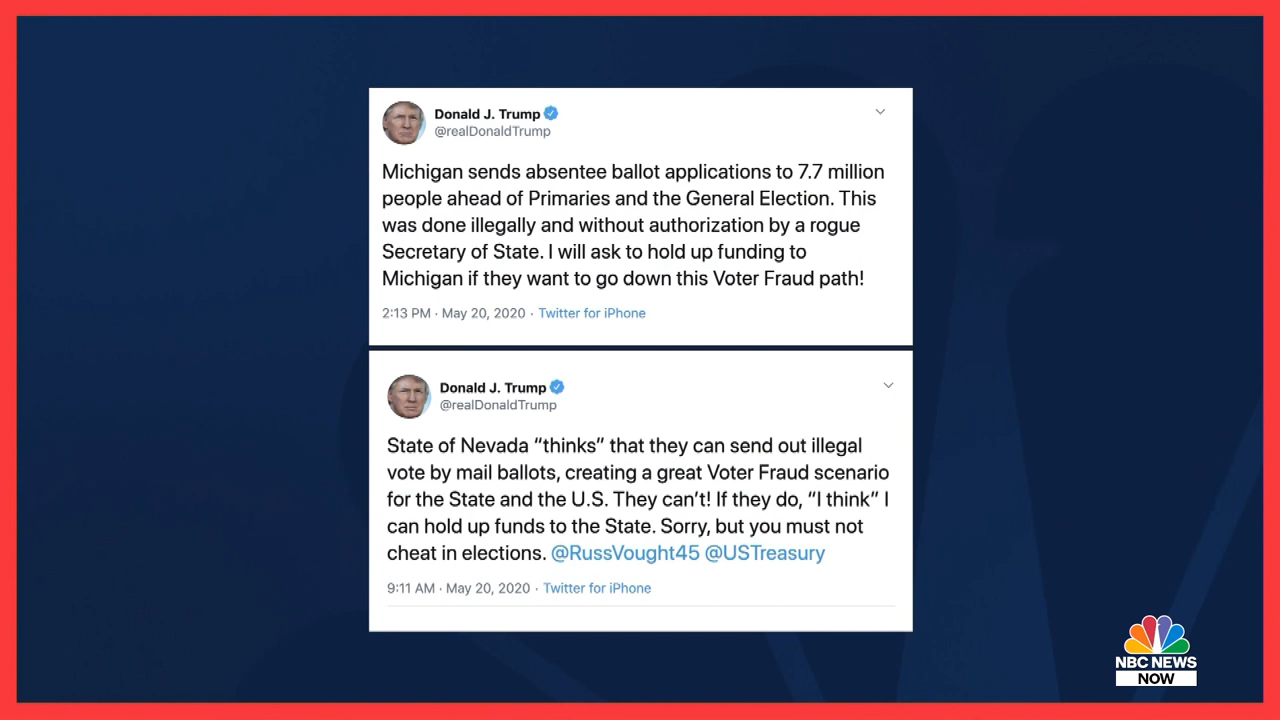 Donald J. Trump
@realDonaldTrump
Michigan sends absentee ballot applications to 7.7 million
people ahead of Primaries and the General Election. This
was done illegally and without authorization by a rogue
Secretary of State. I will ask to hold up funding to
Michigan if they want to go down this Voter Fraud path!
2:13 PM · May 20, 2020 · Twitter for iPhone
Donald J. Trump
@realDonaldTrump
State of Nevada “thinks” that they can send out illegal
vote by mail ballots, creating a great Voter Fraud scenario
for the State and the U.S. They can’t! If they do, “I think” I
can hold up funds to the State. Sorry, but you must not
cheat in elections. @RussVought45 @USTreasury
9:11 AM · May 20, 2020 · Twitter for iPhone
NBC NEWS
NOW